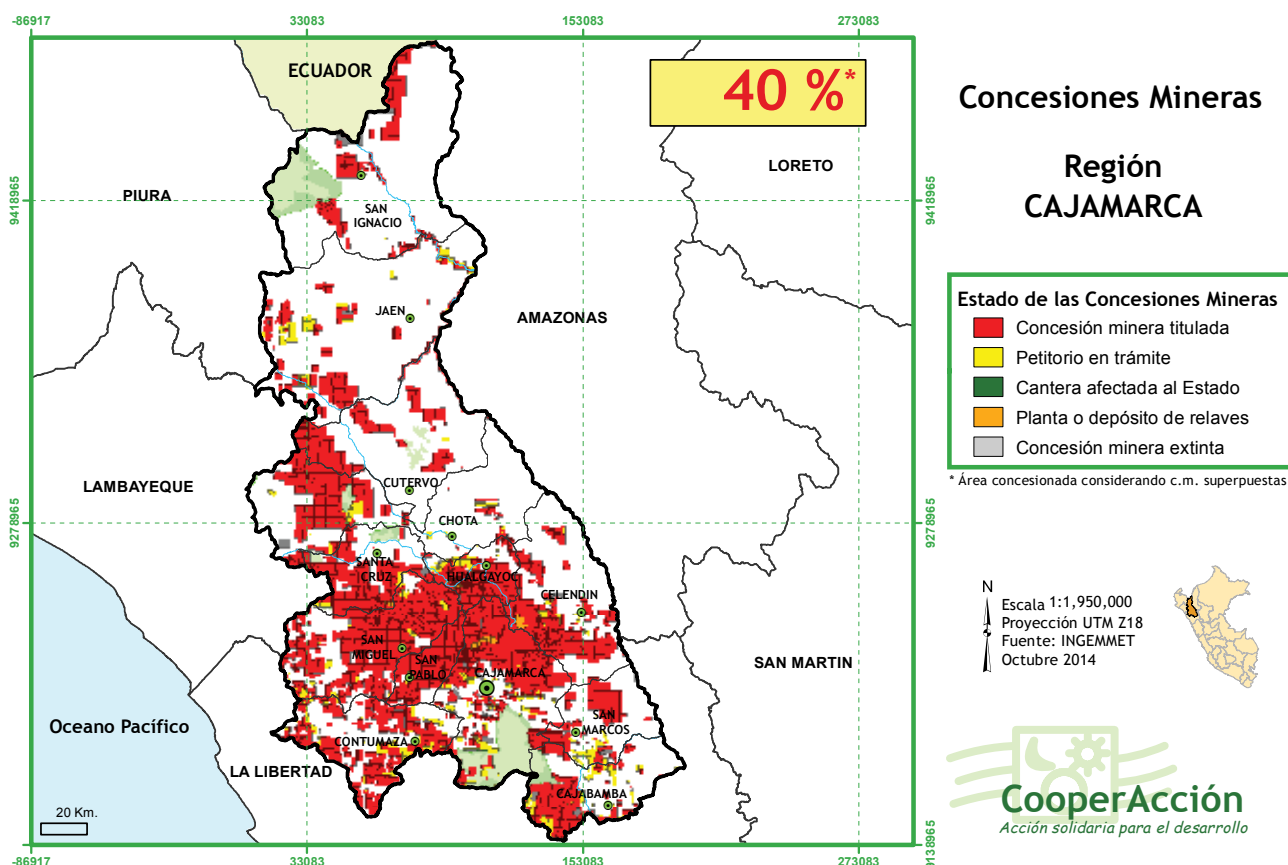 -86917
33083
153083
273083
ECUADOR
40 %*
Concesiones Mineras
Región
CAJAMARCA
LORETO
PIURA
9418965
9418965
SAN
IGNACIO
JAEN
AMAZONAS
Estado de las Concesiones Mineras
Concesión minera titulada
Petitorio en trámite
Cantera afectada al Estado
Planta o depósito de relaves
Concesión minera extinta
* Área concesionada considerando c.m. superpuestas
LAMBAYEQUE
CUTERVO
CHOTA
9278965
9278965
SANTA
CRUZ
HUALGAYOC
CELENDIN
N
Escala 1:1,950,000
Proyección UTM Z18
Fuente: INGEMMET
Octubre 2014
SAN
MIGUEL
SAN
PABLO
CAJAMARCA
SAN MARTIN
SAN
MARCOS
Oceano Pacífico
CONTUMAZA
LA LIBERTAD
CAJABAMBA
20 Km.
CooperAcción
Acción solidaria para el desarrollo
9138965
-86917
33083
153083
273083